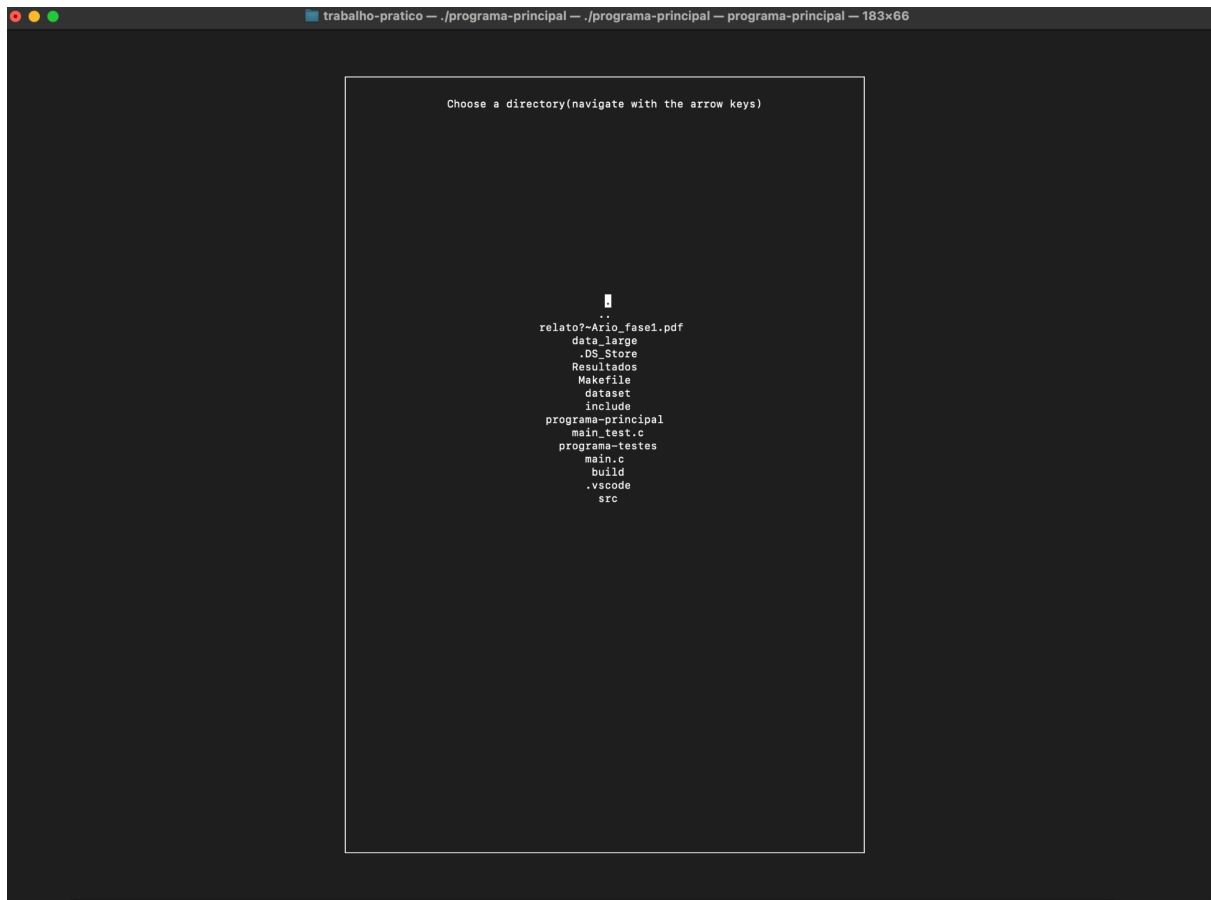 trabalho-pratico — ./programa-principal — ./programa-principal — programa-principal — 183×66
Choose a directory(navigate with the arrow keys)
.
..
relato?~Ario_fase1.pdf
data_large
.DS_Store
Resultados
Makefile
dataset
include
programa-principal
main_test.c
programa-testes
main.c
build
.vscode
src